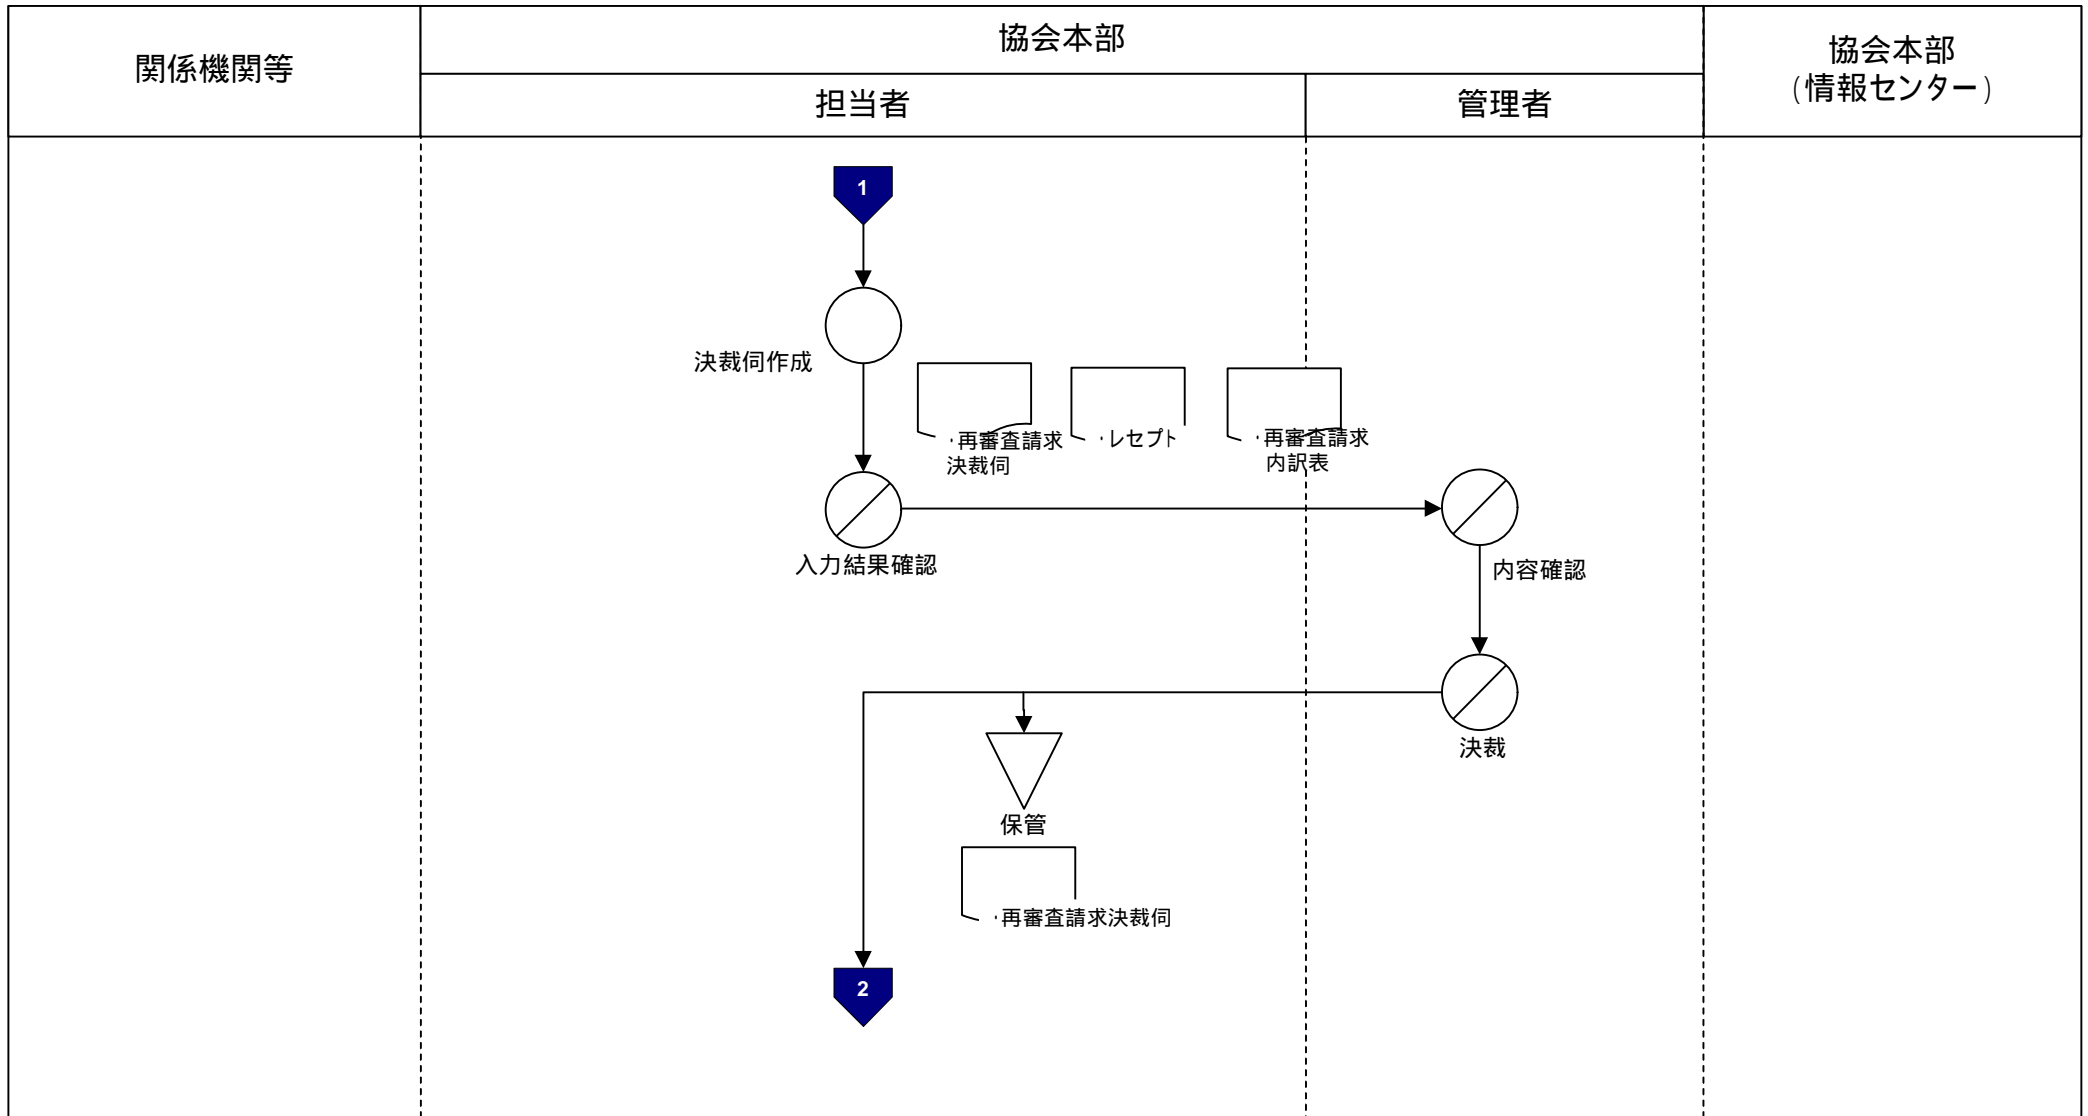 関係機関等
協会本部
担当者
管理者
協会本部
(情報センター)
1
決裁伺作成
・再審査請求
決裁伺
・レセプト
・再審査請求
内訳表
入力結果確認
内容確認
決裁
保管
・再審査請求決裁伺
2